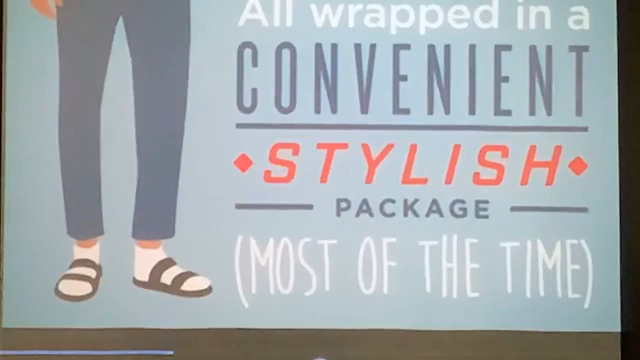 All wrapped in a
CONVENIENT
STYLISH
PACKAGE
(MOST OF THE TIME)